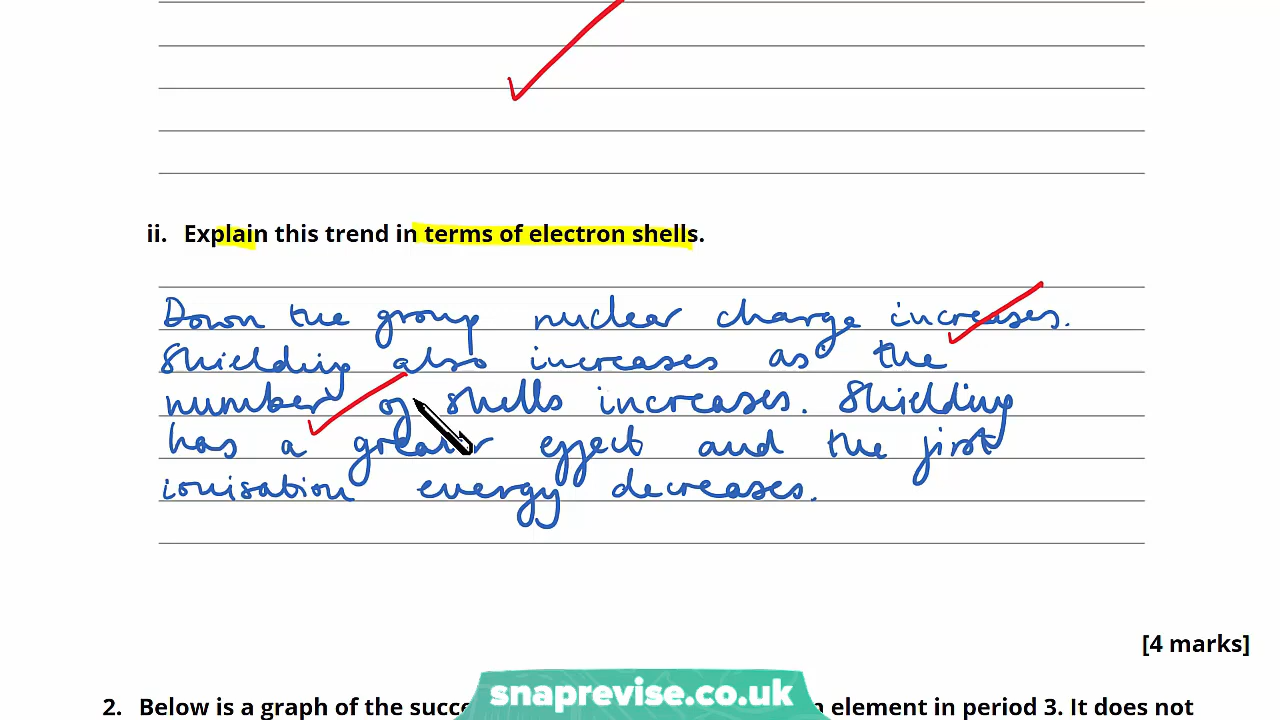 ii. Explain this trend in terms of electron shells.
Down the group nuclear charge increases.
Shielding also increases as the
number of shells increases. Shielding
has a greater effect and the first
ionisation energy decreases.
[4 marks]
snaprevise.co.uk
2. Below is a graph of the succe n element in period 3. It does not